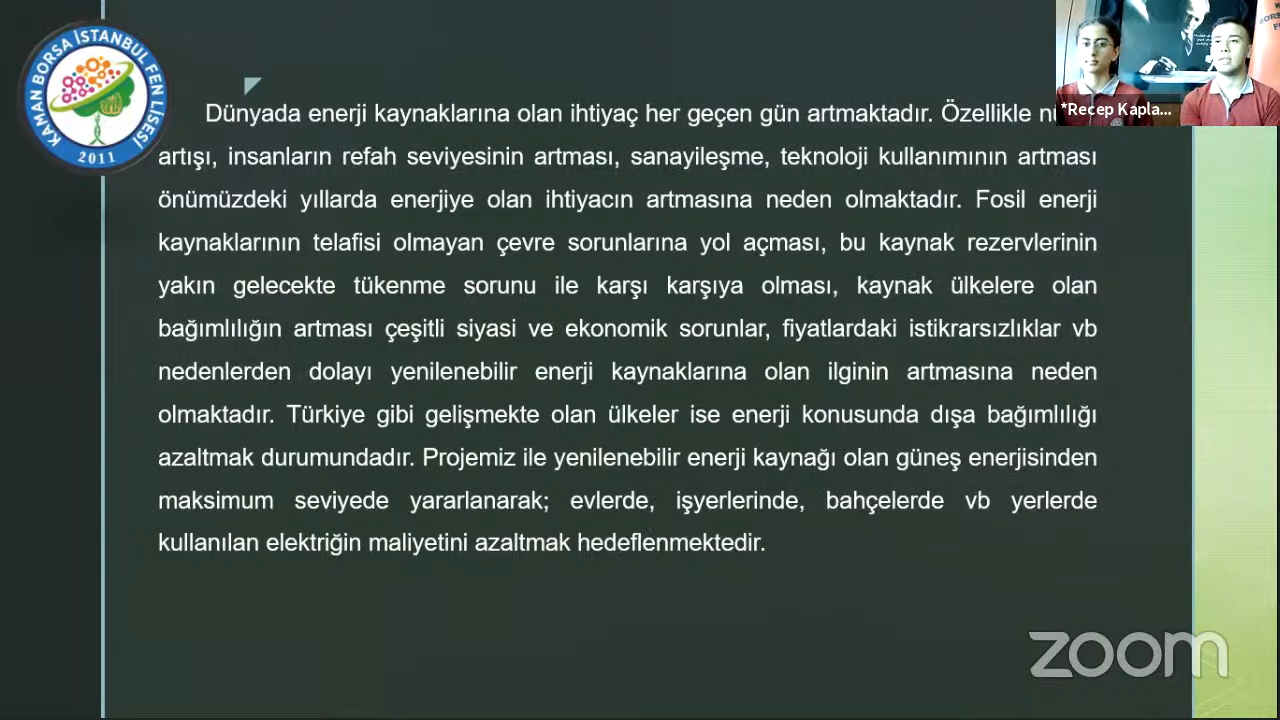 KAMAN BORSA İSTANBUL FEN LİSESİ
2011
*Recep Kapla...
Dünyada enerji kaynaklarına olan ihtiyaç her geçen gün artmaktadır. Özellikle
artışı, insanların refah seviyesinin artması, sanayileşme, teknoloji kullanımının artması
önümüzdeki yıllarda enerjiye olan ihtiyacın artmasına neden olmaktadır. Fosil enerji
kaynaklarının telafisi olmayan çevre sorunlarına yol açması, bu kaynak rezervlerinin
yakın gelecekte tükenme sorunu ile karşı karşıya olması, kaynak ülkelere olan
bağımlılığın artması çeşitli siyasi ve ekonomik sorunlar, fiyatlardaki istikrarsızlıklar vb
nedenlerden dolayı yenilenebilir enerji kaynaklarına olan ilginin artmasına neden
olmaktadır. Türkiye gibi gelişmekte olan ülkeler ise enerji konusunda dışa bağımlılığı
azaltmak durumundadır. Projemiz ile yenilenebilir enerji kaynağı olan güneş enerjisinden
maksimum seviyede yararlanarak; evlerde, işyerlerinde, bahçelerde vb yerlerde
kullanılan elektriğin maliyetini azaltmak hedeflenmektedir.
zoom